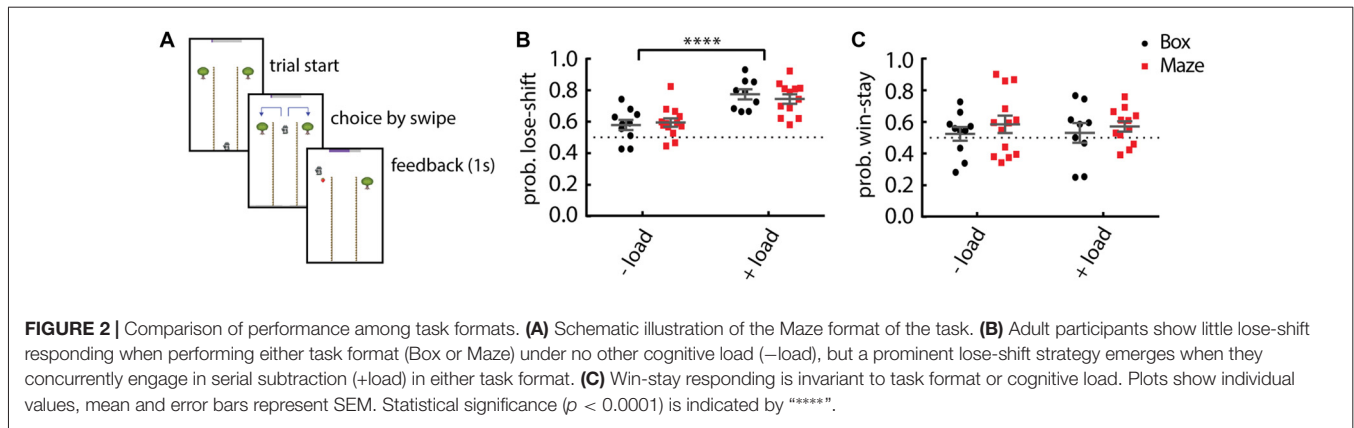 A
trial start
choice by swipe
feedback (1s)
B
****
prob. lose-shift
1.0
0.8
0.6
0.4
0.2
0.0
- load
+ load
C
Box
Maze
prob. win-stay
1.0
0.8
0.6
0.4
0.2
0.0
- load
+ load
FIGURE 2 | Comparison of performance among task formats. (A) Schematic illustration of the Maze format of the task. (B) Adult participants show little lose-shift
responding when performing either task format (Box or Maze) under no other cognitive load (−load), but a prominent lose-shift strategy emerges when they
concurrently engage in serial subtraction (+load) in either task format. (C) Win-stay responding is invariant to task format or cognitive load. Plots show individual
values, mean and error bars represent SEM. Statistical significance (p < 0.0001) is indicated by “****”.